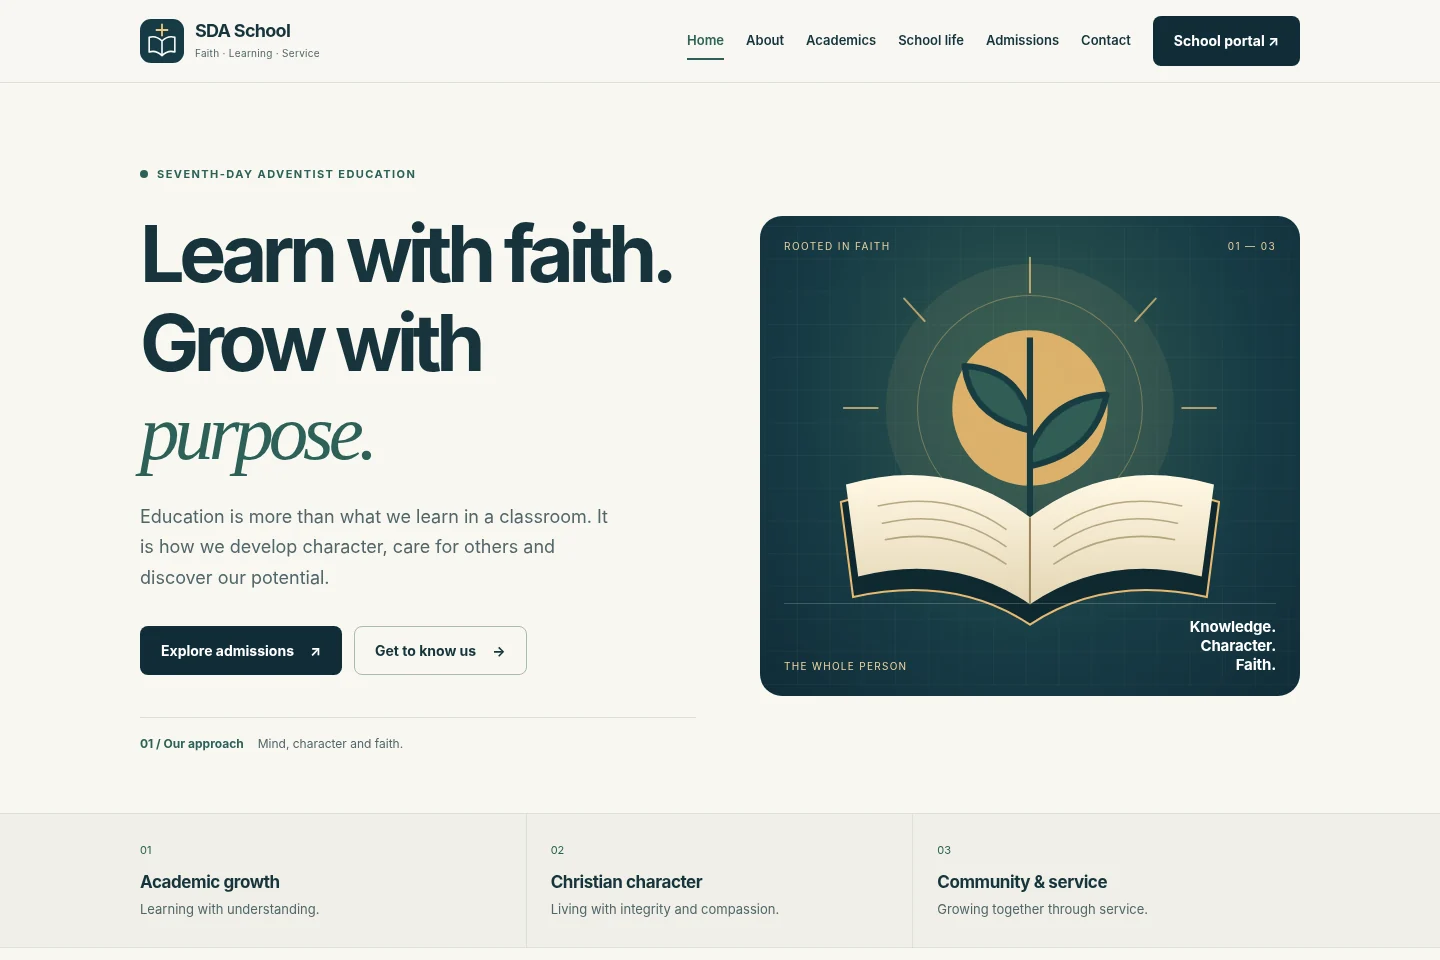 SDA School
Faith · Learning · Service
Home
About
Academics
School life
Admissions
Contact
School portal ↗
SEVENTH-DAY ADVENTIST EDUCATION
Learn with faith.
Grow with
purpose.
Education is more than what we learn in a classroom. It
is how we develop character, care for others and
discover our potential.
Explore admissions ↗
Get to know us →
01 / Our approach
Mind, character and faith.
ROOTED IN FAITH
01 — 03
THE WHOLE PERSON
Knowledge.
Character.
Faith.
01
Academic growth
Learning with understanding.
02
Christian character
Living with integrity and compassion.
03
Community & service
Growing together through service.